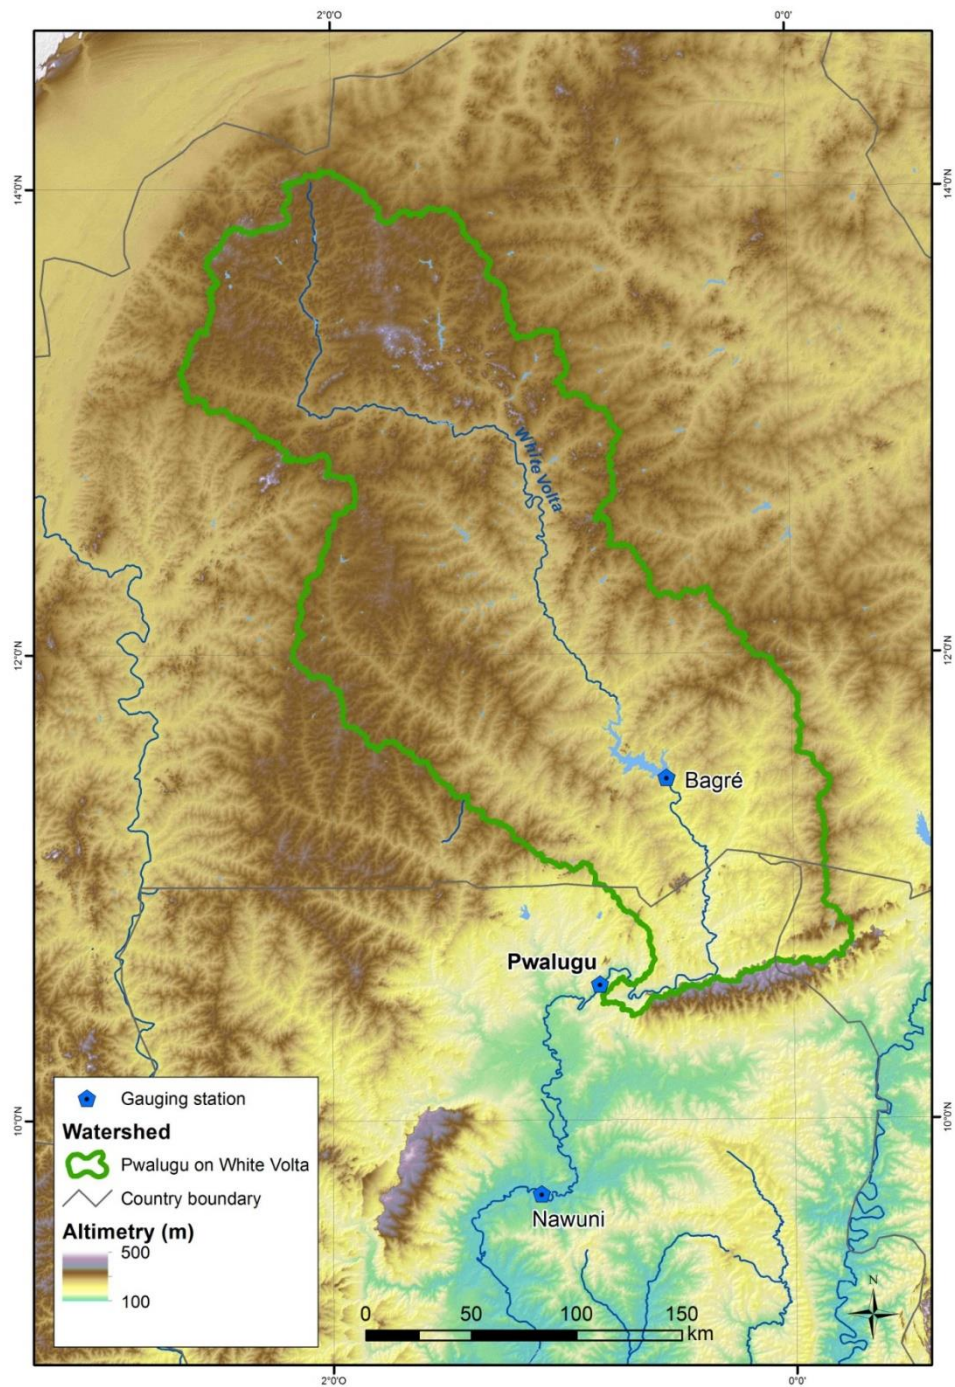 2°0'0 0°0'
14°0'N 14°0'N
White Volta
12°0'N 12°0'N
Bagré
Pwalugu
10°0'N 10°0'N
Gauging station
Watershed
Pwalugu on White Volta
Country boundary
Altimetry (m)
500
100
Nawuni
N
0 50 100 150
km
2°0'O 0°0'